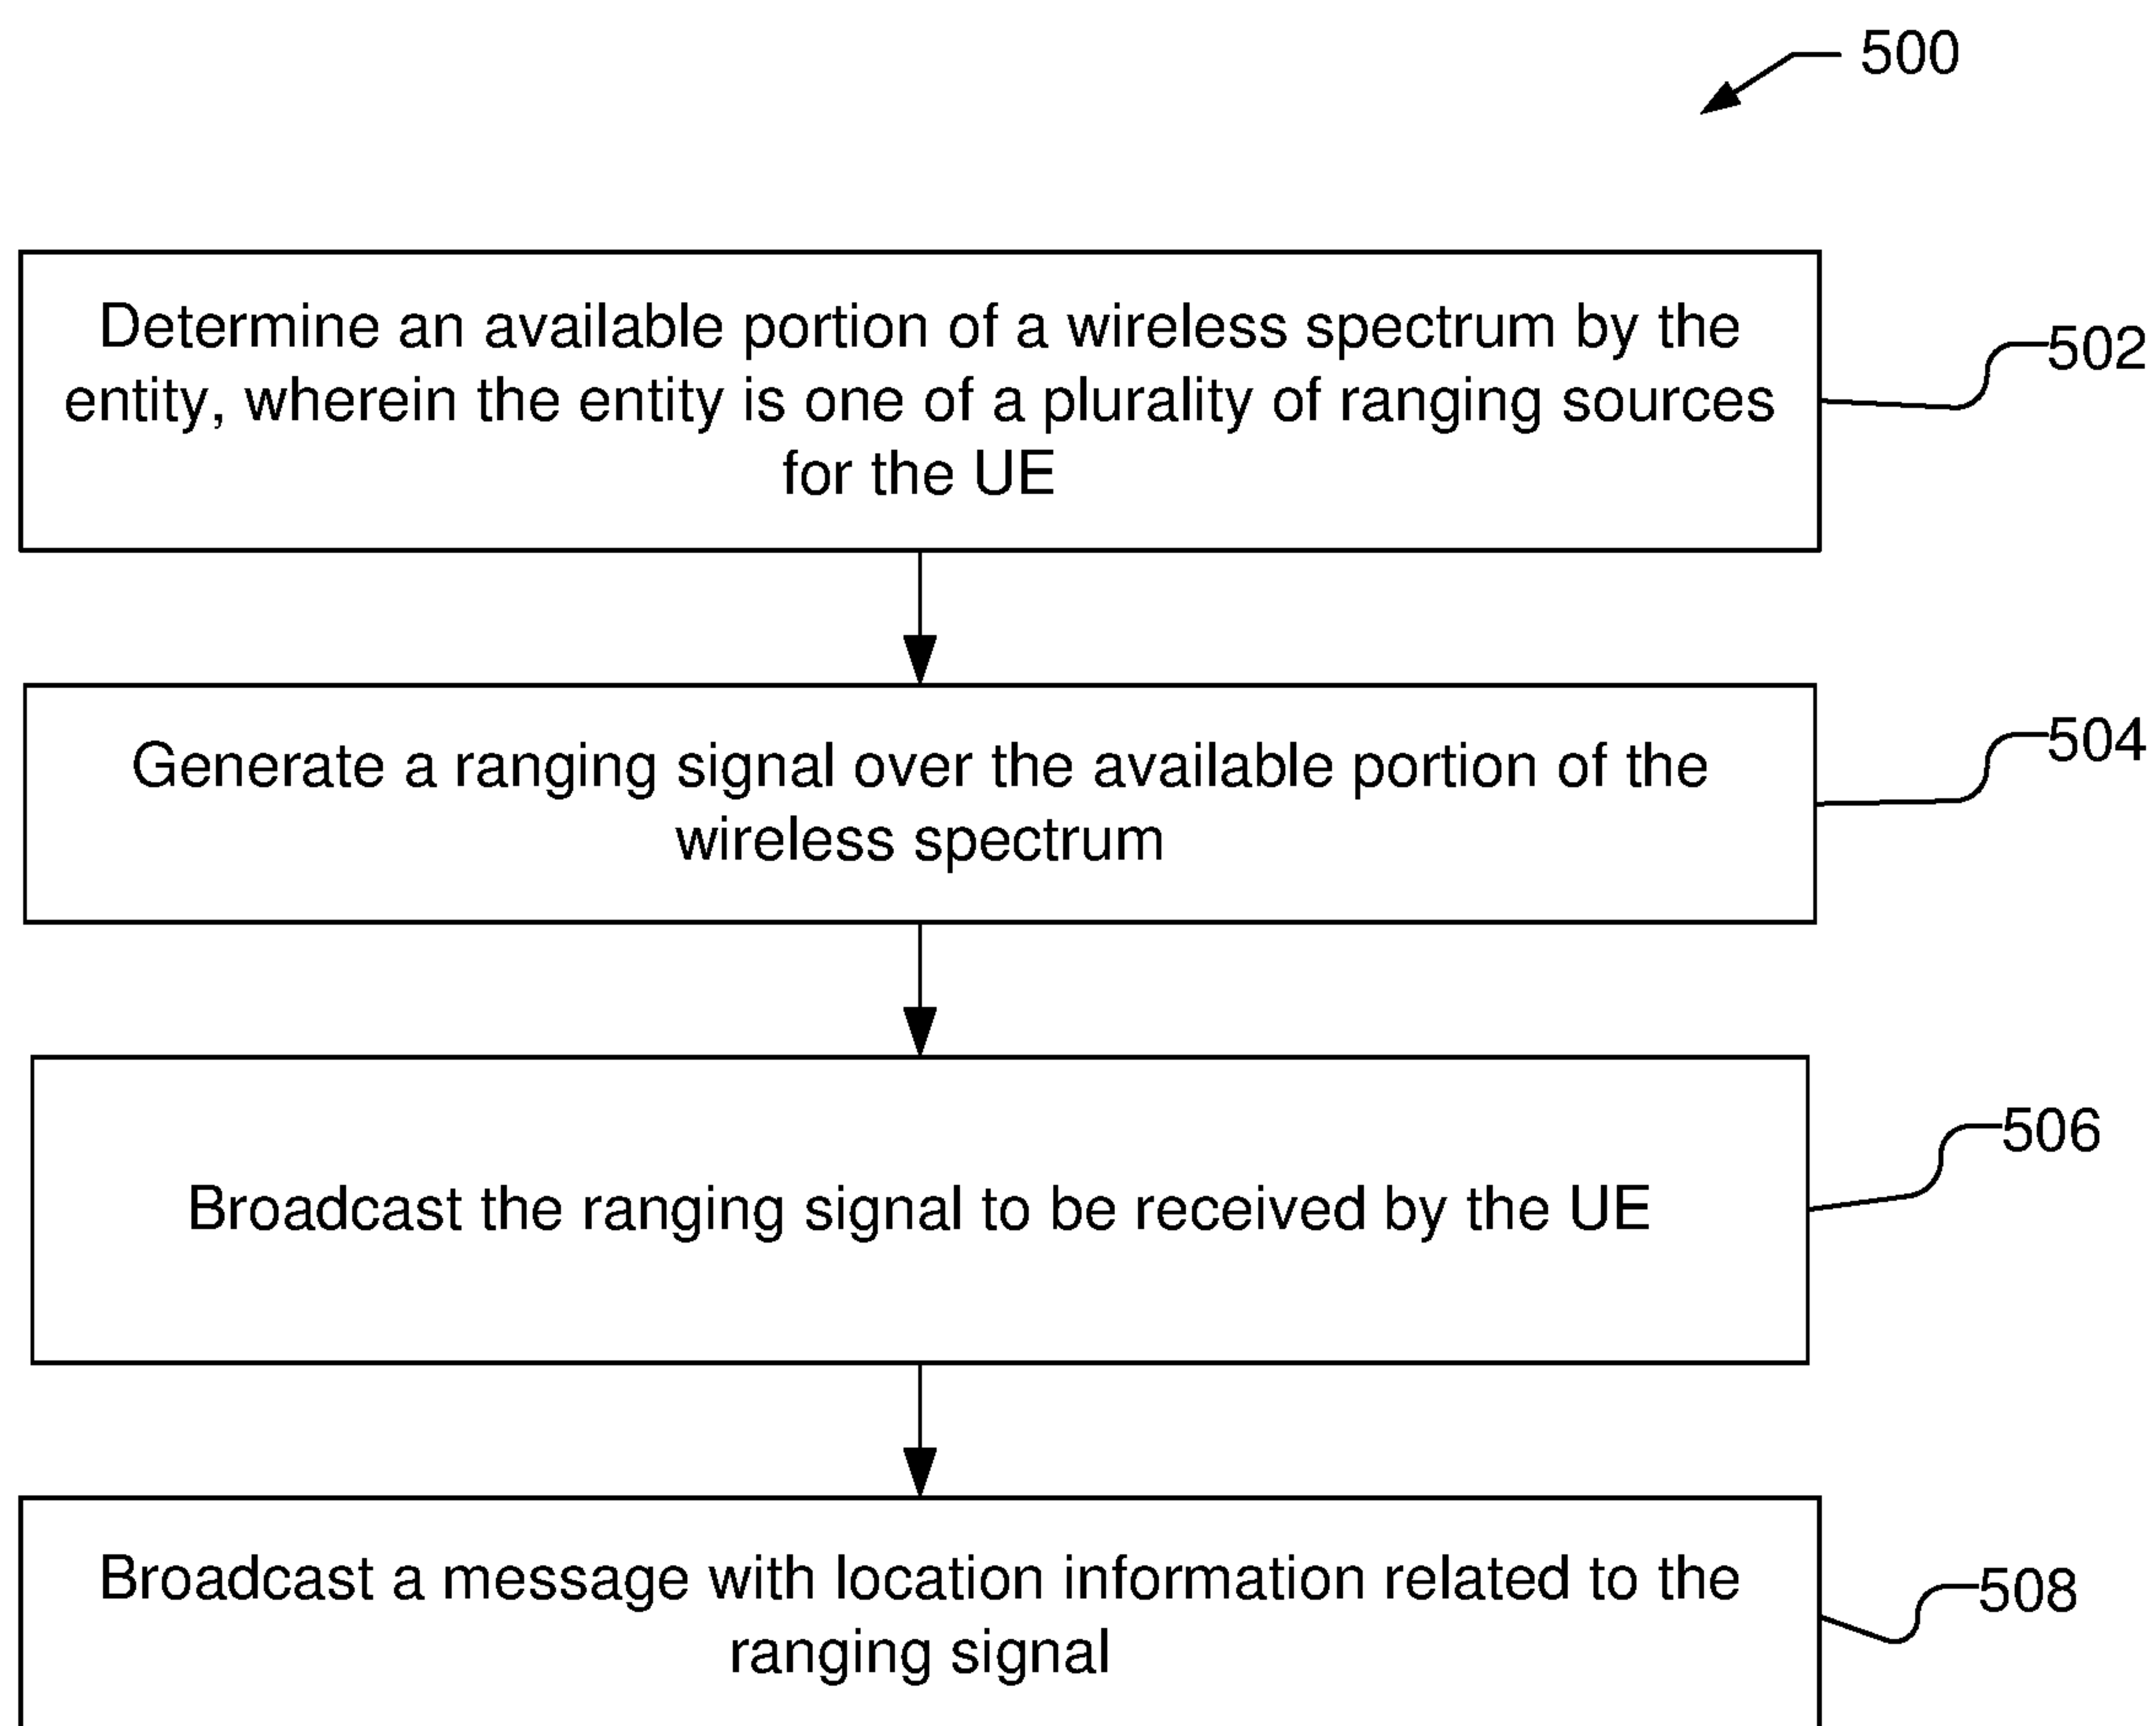 500
Determine an available portion of a wireless spectrum by the
entity, wherein the entity is one of a plurality of ranging sources
for the UE
502
Generate a ranging signal over the available portion of the
wireless spectrum
504
Broadcast the ranging signal to be received by the UE
506
Broadcast a message with location information related to the
ranging signal
508